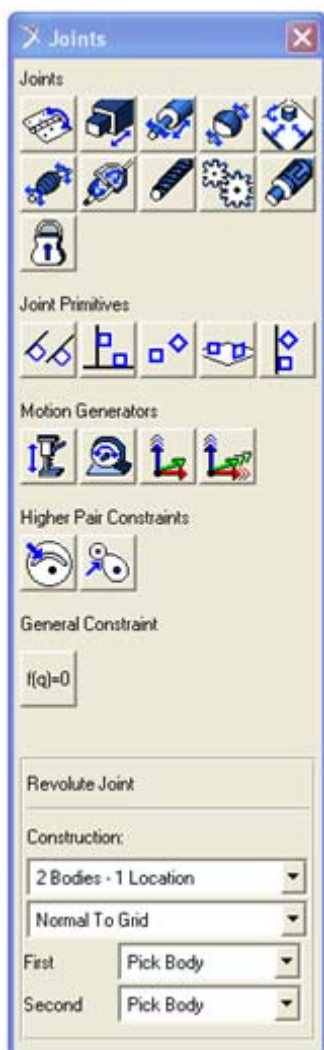 Joints
Joints
Joint Primitives
Motion Generators
Higher Pair Constraints
General Constraint
f(q)=0
Revolute Joint
Construction:
2 Bodies - 1 Location
Normal To Grid
First Pick Body
Second Pick Body